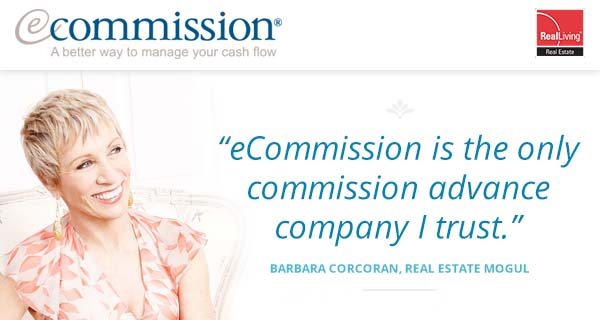 ecommission®
A better way to manage your cash flow
RealLiving®
Real Estate
“eCommission is the only
commission advance
company I trust.”
BARBARA CORCORAN, REAL ESTATE MOGUL